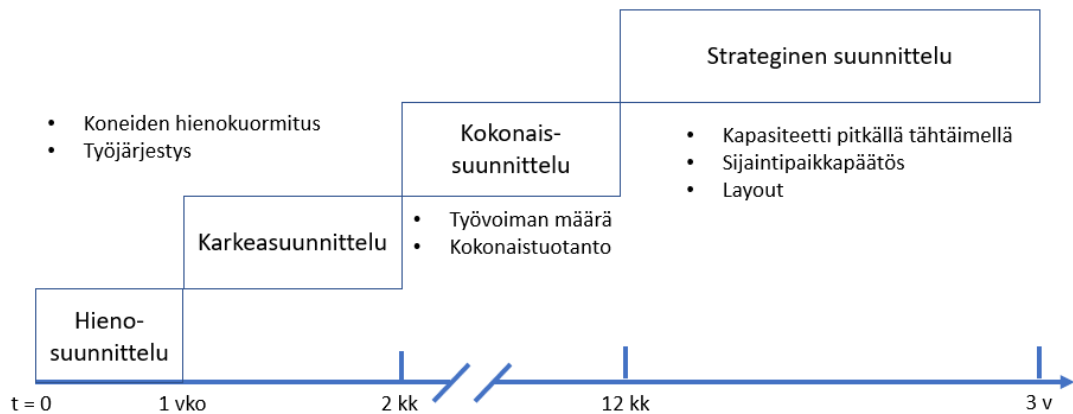 Strateginen suunnittelu
• Koneiden hienokuormitus
• Työjärjestys
Kokonais-
suunnittelu
• Kapasiteetti pitkällä tähtäimellä
• Sijaintipaikkapäätös
• Layout
Karkeasuunnittelu
• Työvoiman määrä
• Kokonaistuotanto
Hieno-
suunnittelu
t = 0
1 vko
2 kk
12 kk
3 v